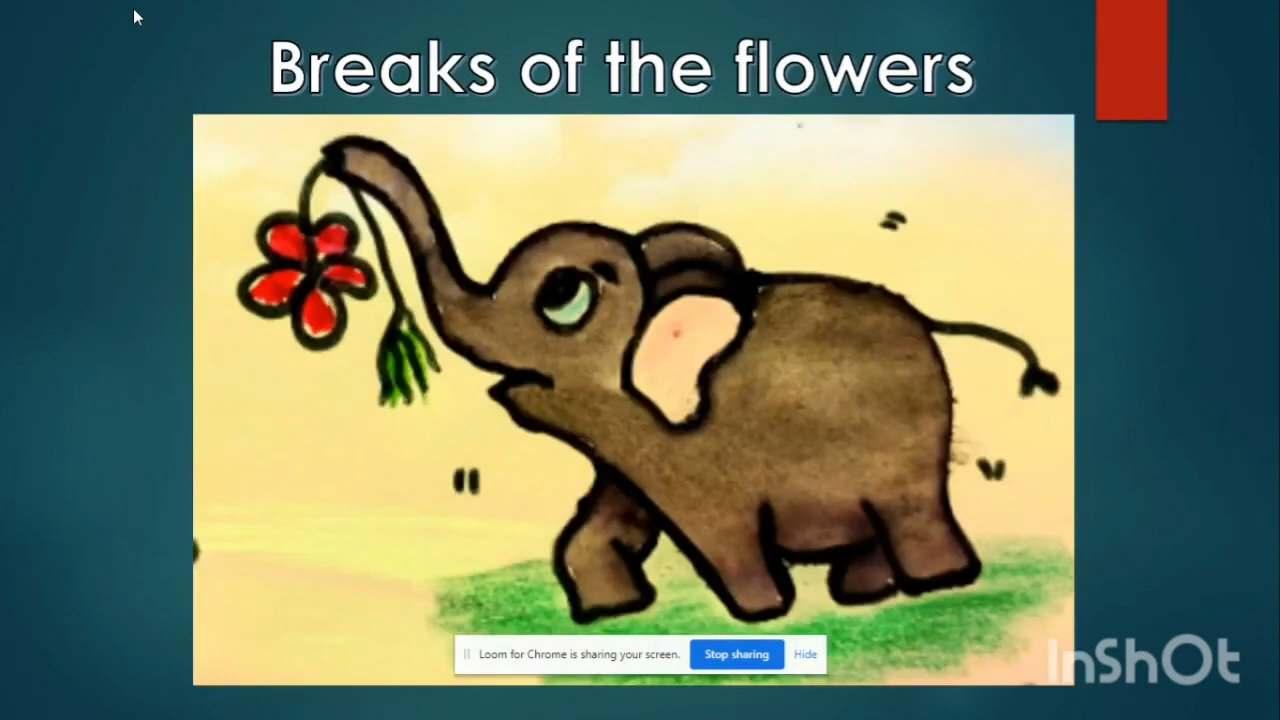 Breaks of the flowers
Loom for Chrome is sharing your screen. Stop sharing Hide
InShOt